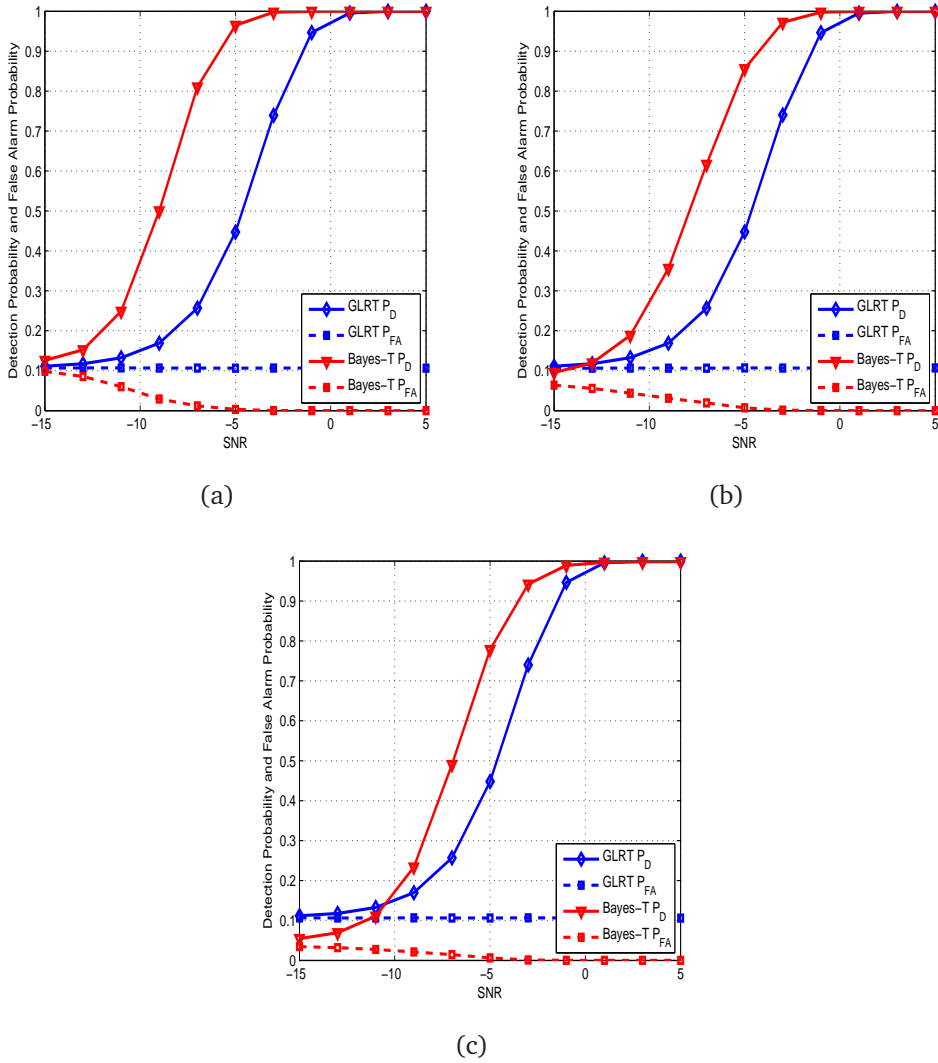 Detection Probability and False Alarm Probability
1
0.9
0.8
0.7
0.6
0.5
0.4
0.3
0.2
0.1
0
−15
−10
−5
0
5
SNR
GLRT P_D
GLRT P_FA
Bayes−T P_D
Bayes−T P_FA
(a)
Detection Probability and False Alarm Probability
1
0.9
0.8
0.7
0.6
0.5
0.4
0.3
0.2
0.1
0
−15
−10
−5
0
5
SNR
GLRT P_D
GLRT P_FA
Bayes−T P_D
Bayes−T P_FA
(b)
Detection Probability and False Alarm Probability
1
0.9
0.8
0.7
0.6
0.5
0.4
0.3
0.2
0.1
0
−15
−10
−5
0
5
SNR
GLRT P_D
GLRT P_FA
Bayes−T P_D
Bayes−T P_FA
(c)